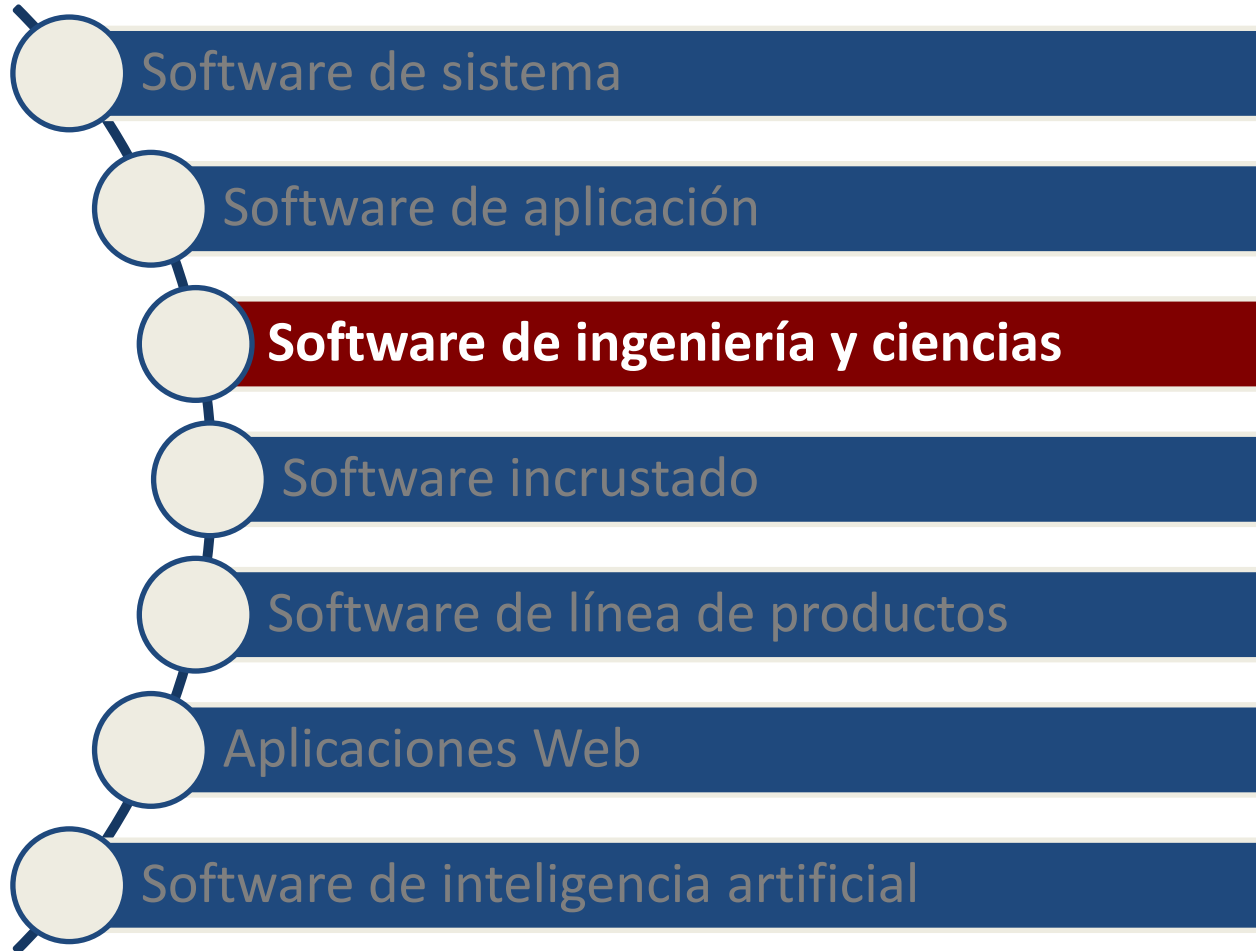 Software de sistema
Software de aplicación
Software de ingeniería y ciencias
Software incrustado
Software de línea de productos
Aplicaciones Web
Software de inteligencia artificial